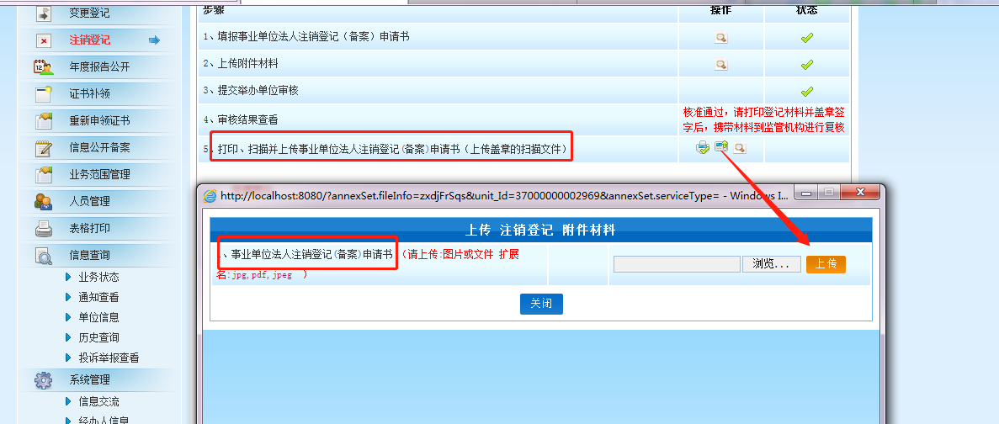 变更登记
注销登记
年度报告公开
证书补领
重新申领证书
信息公开备案
业务范围管理
人员管理
表格打印
信息查询
业务状态
通知查看
单位信息
历史查询
投诉举报查看
系统管理
信息交流
经办人信息
步骤 操作 状态
1、填报事业单位法人注销登记（备案）申请书
2、上传附件材料
3、提交举办单位审核
4、审核结果查看
核准通过，请打印登记材料并盖章签
字后，携带材料到监管机构进行复核
5、打印、扫描并上传事业单位法人注销登记(备案)申请书（上传盖章的扫描文件）
http://localhost:8080/?annexSet.fileInfo=zxdjFrSqs&unit_Id=37000000002969&annexSet.serviceType= - Windows I...
上传 注销登记 附件材料
、事业单位法人注销登记(备案)申请书（请上传:图片或文件 扩展
名:jpg,pdf,jpeg ）
浏览... 上传
关闭